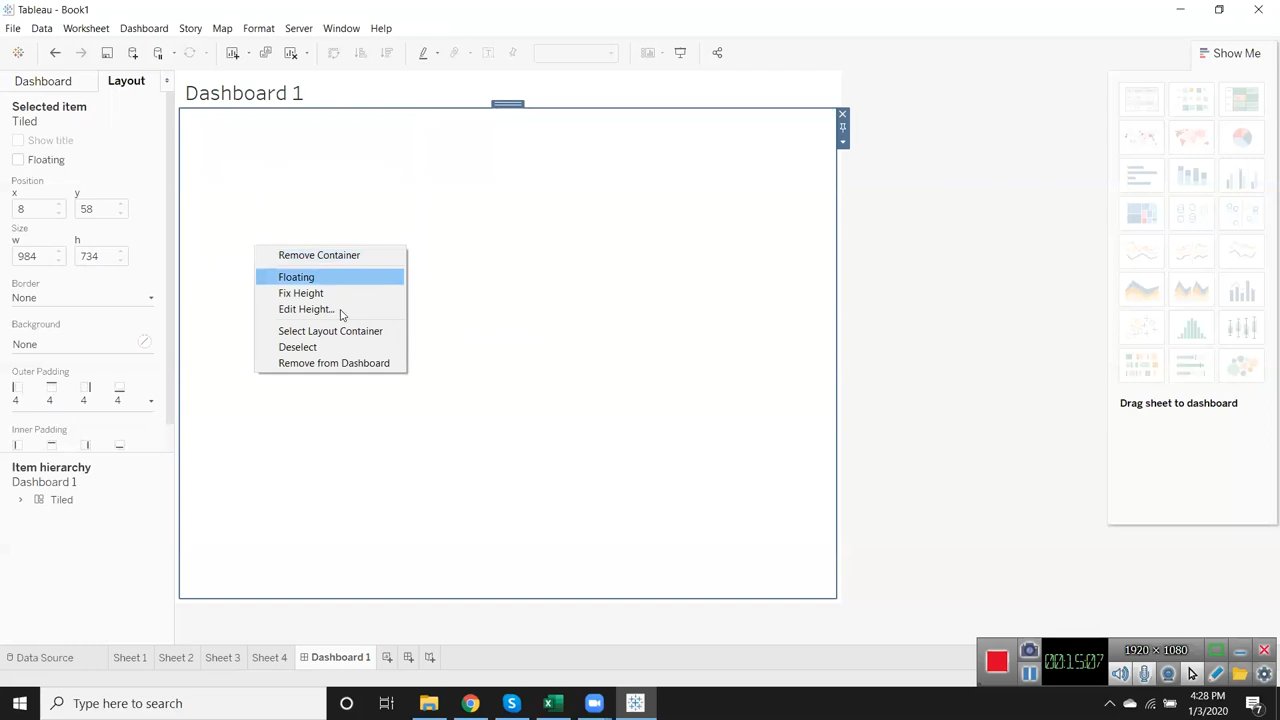 Tableau - Book1
File Data Worksheet Dashboard Story Map Format Server Window Help
Show Me
Dashboard Layout
Selected item
Tiled
Show title
Floating
Position
x y
8 58
Size
w h
984 734
Border
None
Background
None
Outer Padding
4 4 4 4
Inner Padding
Item hierarchy
Dashboard 1
Tiled
Dashboard 1
Remove Container
Floating
Fix Height
Edit Height...
Select Layout Container
Deselect
Remove from Dashboard
Drag sheet to dashboard
Data Source Sheet 1 Sheet 2 Sheet 3 Sheet 4 Dashboard 1
00:15:07
1920 × 1080
Type here to search
4:28 PM
1/3/2020
7